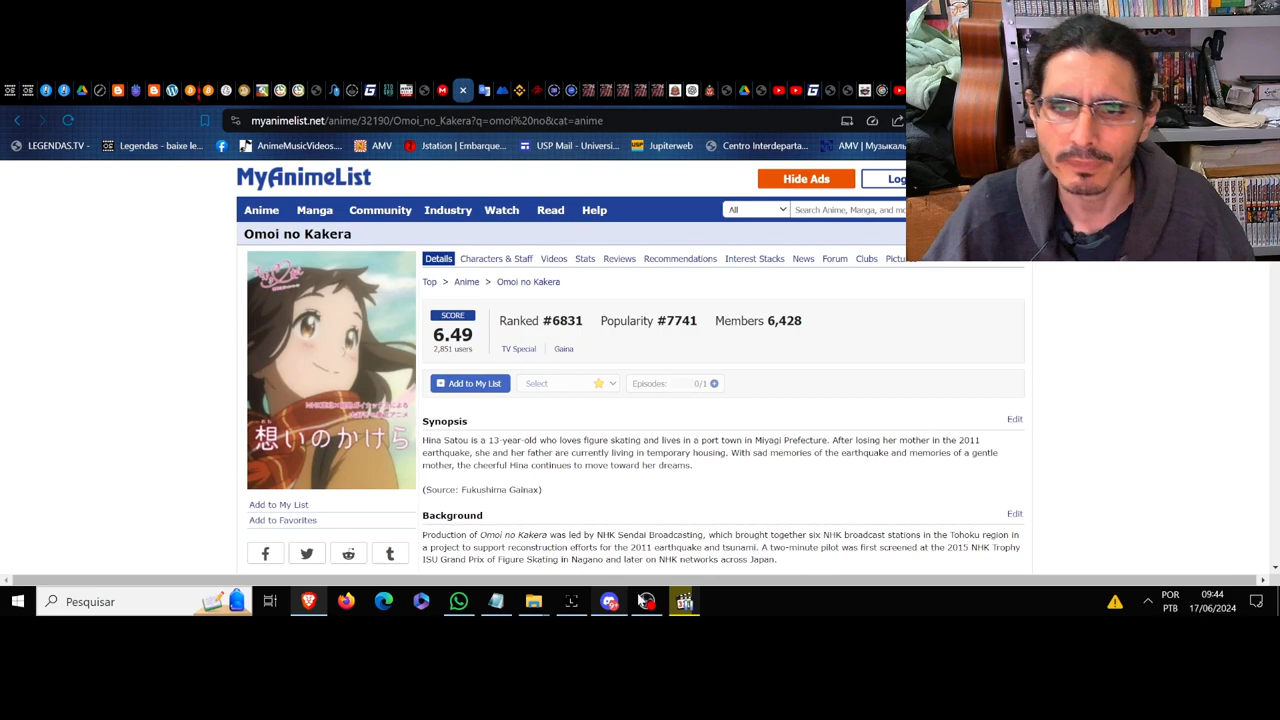 myanimelist.net/anime/32190/Omoi_no_Kakera?q=omoi%20no&cat=anime
LEGENDAS.TV -
Legendas - baixe le...
AnimeMusicVideos....
AMV
Jstation | Embarque...
USP Mail - Universi...
Jupiterweb
Centro Interdeparta...
AMV | Музыкаль
MyAnimeList
Hide Ads
Log
Anime
Manga
Community
Industry
Watch
Read
Help
All
Search Anime, Manga, and mo
Omoi no Kakera
Details
Characters & Staff
Videos
Stats
Reviews
Recommendations
Interest Stacks
News
Forum
Clubs
Pictu
Top > Anime > Omoi no Kakera
SCORE
6.49
2,851 users
Ranked #6831
Popularity #7741
Members 6,428
TV Special
Gaina
Add to My List
Select
Episodes: 0/1
Synopsis
Edit
Hina Satou is a 13-year-old who loves figure skating and lives in a port town in Miyagi Prefecture. After losing her mother in the 2011
earthquake, she and her father are currently living in temporary housing. With sad memories of the earthquake and memories of a gentle
mother, the cheerful Hina continues to move toward her dreams.
(Source: Fukushima Gainax)
Background
Edit
Production of Omoi no Kakera was led by NHK Sendai Broadcasting, which brought together six NHK broadcast stations in the Tohoku region in
a project to support reconstruction efforts for the 2011 earthquake and tsunami. A two-minute pilot was first screened at the 2015 NHK Trophy
ISU Grand Prix of Figure Skating in Nagano and later on NHK networks across Japan.
想いのかけら
Add to My List
Add to Favorites
Pesquisar
POR
PTB
09:44
17/06/2024